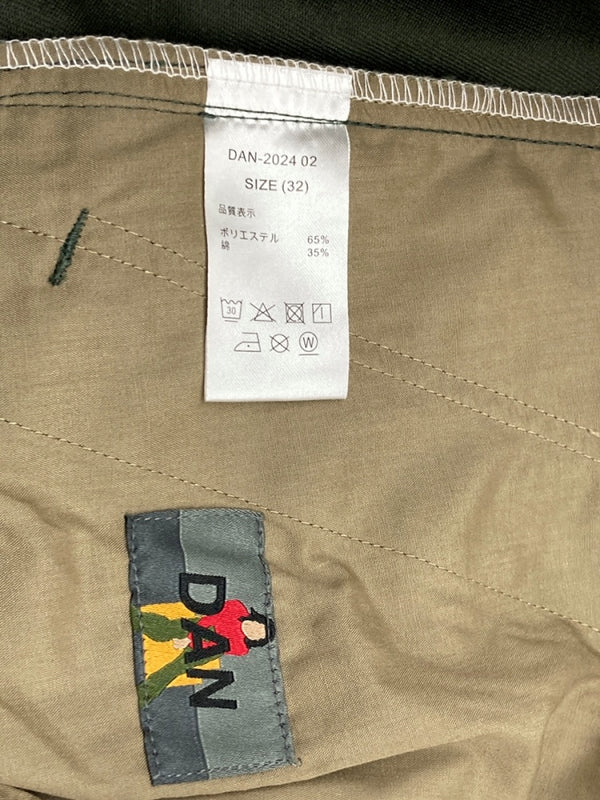 DAN-2024 02
SIZE (32)
品質表示
ポリエステル 65%
綿 35%
30
W
DAN